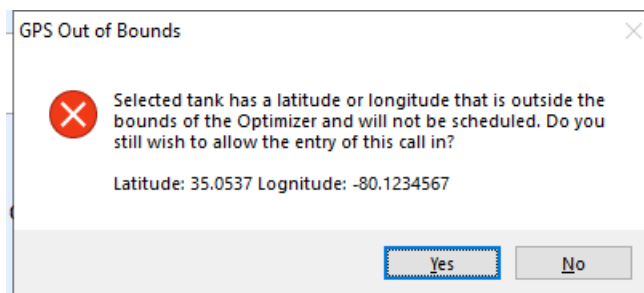 GPS Out of Bounds
Selected tank has a latitude or longitude that is outside the
bounds of the Optimizer and will not be scheduled. Do you
still wish to allow the entry of this call in?
Latitude: 35.0537 Lognitude: -80.1234567
Yes No